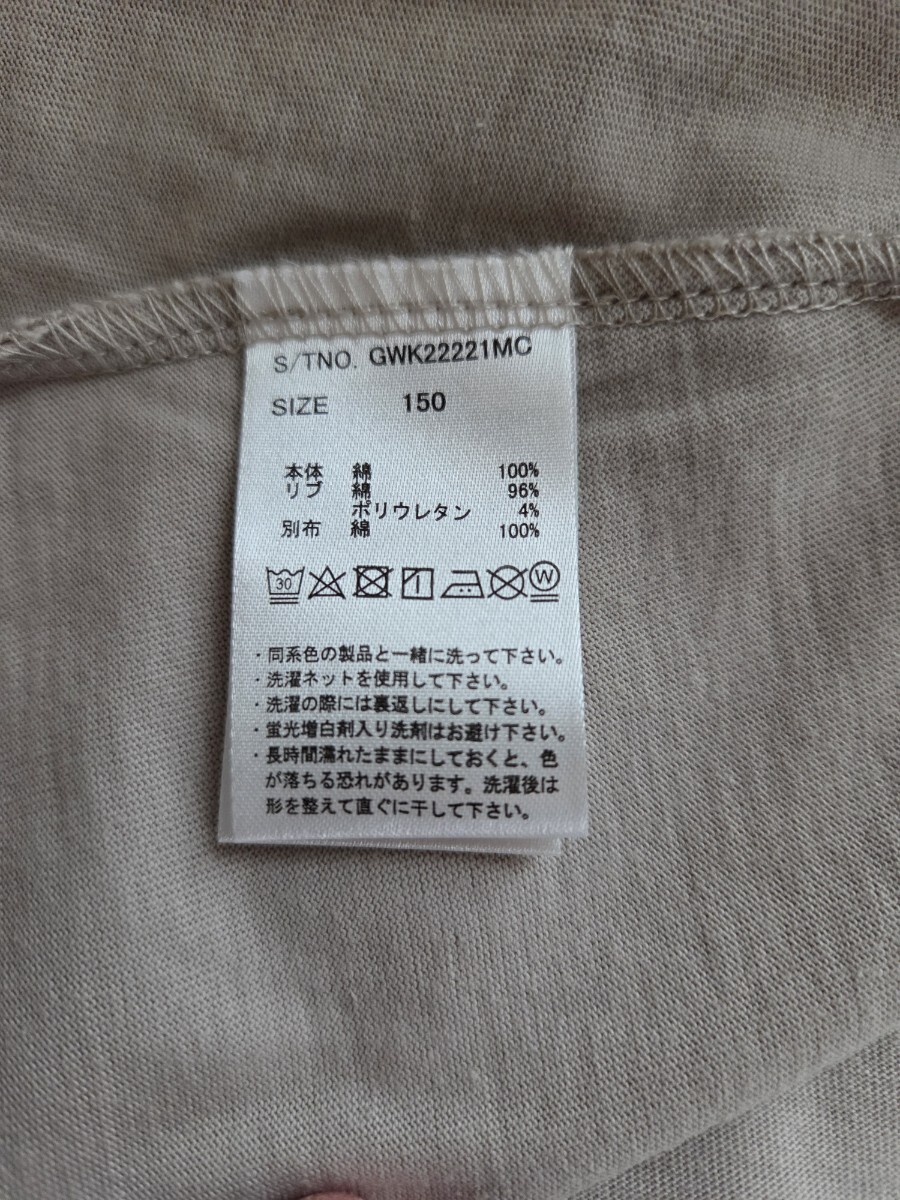 S/TNO. GWK22221MC
SIZE 150
本体 綿 100%
リブ 綿 96%
ポリウレタン 4%
別布 綿 100%
30 W
・同系色の製品と一緒に洗って下さい。
・洗濯ネットを使用して下さい。
・洗濯の際には裏返しにして下さい。
・蛍光増白剤入り洗剤はお避け下さい。
・長時間濡れたままにしておくと、色
が落ちる恐れがあります。洗濯後は
形を整えて直ぐに干して下さい。